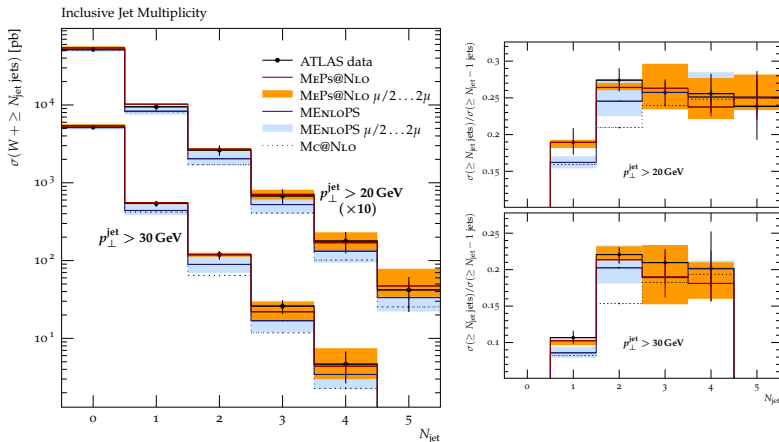 Inclusive Jet Multiplicity
σ(W + ≥ N_jet jets) [pb]
10^4
10^3
10^2
10^1
ATLAS data
MEPS@NLO
MEPS@NLO μ/2 . . . 2μ
MENLOPS
MENLOPS μ/2 . . . 2μ
MC@NLO
p_⊥^jet > 20 GeV
(×10)
p_⊥^jet > 30 GeV
0 1 2 3 4 5
N_jet
σ(≥ N_jet jets)/σ(≥ N_jet − 1 jets)
0.3
0.25
0.2
0.15
p_⊥^jet > 20 GeV
σ(≥ N_jet jets)/σ(≥ N_jet − 1 jets)
0.25
0.2
0.15
0.1
p_⊥^jet > 30 GeV
0 1 2 3 4 5
N_jet